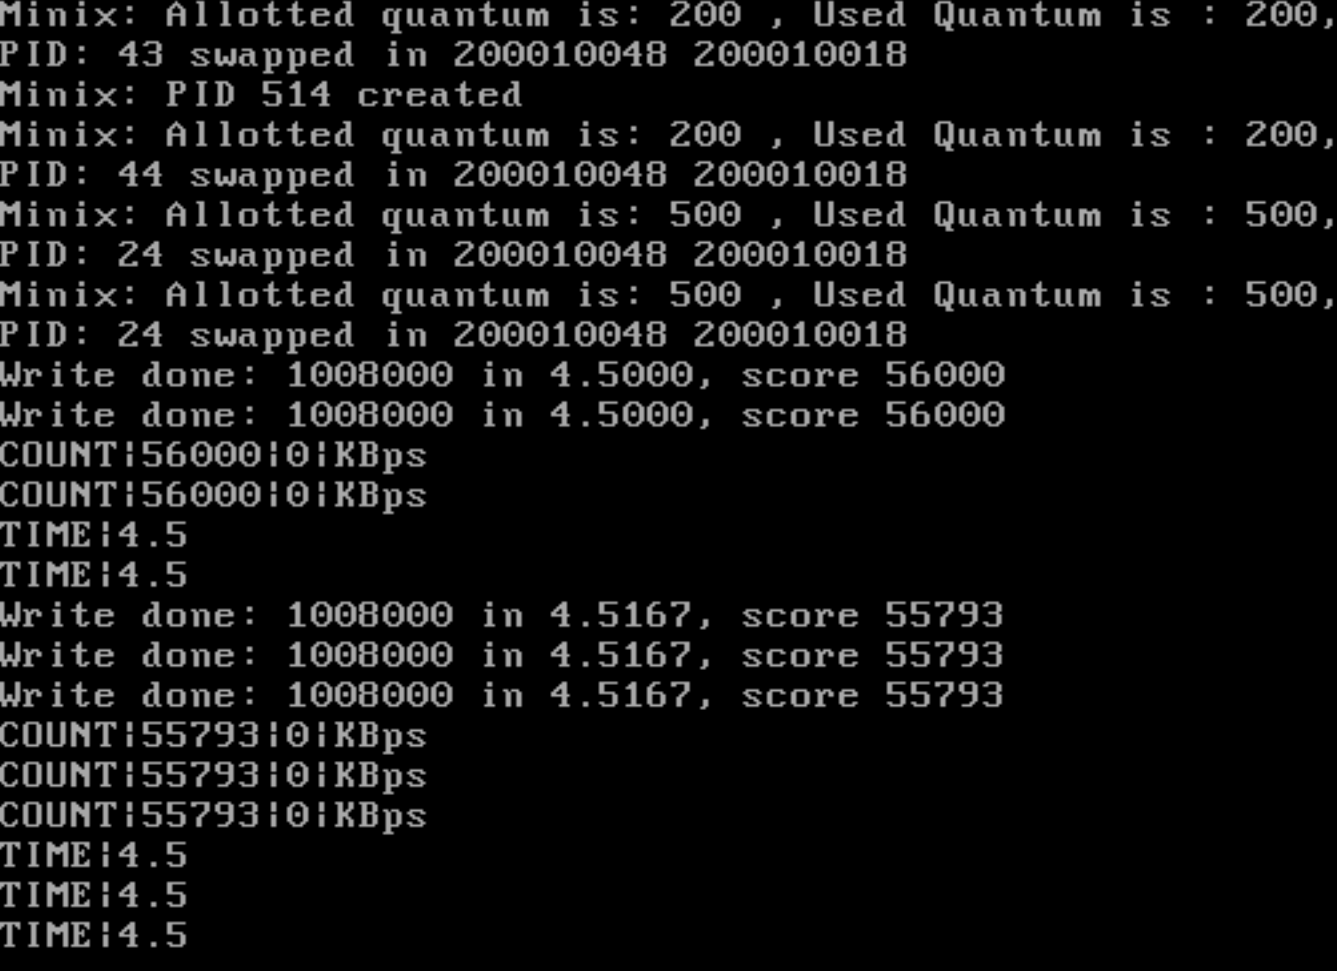 Minix: Allotted quantum is: 200 , Used Quantum is : 200,
PID: 43 swapped in 200010048 200010018
Minix: PID 514 created
Minix: Allotted quantum is: 200 , Used Quantum is : 200,
PID: 44 swapped in 200010048 200010018
Minix: Allotted quantum is: 500 , Used Quantum is : 500,
PID: 24 swapped in 200010048 200010018
Minix: Allotted quantum is: 500 , Used Quantum is : 500,
PID: 24 swapped in 200010048 200010018
Write done: 1008000 in 4.5000, score 56000
Write done: 1008000 in 4.5000, score 56000
COUNT|56000|0|KBps
COUNT|56000|0|KBps
TIME|4.5
TIME|4.5
Write done: 1008000 in 4.5167, score 55793
Write done: 1008000 in 4.5167, score 55793
Write done: 1008000 in 4.5167, score 55793
COUNT|55793|0|KBps
COUNT|55793|0|KBps
COUNT|55793|0|KBps
TIME|4.5
TIME|4.5
TIME|4.5